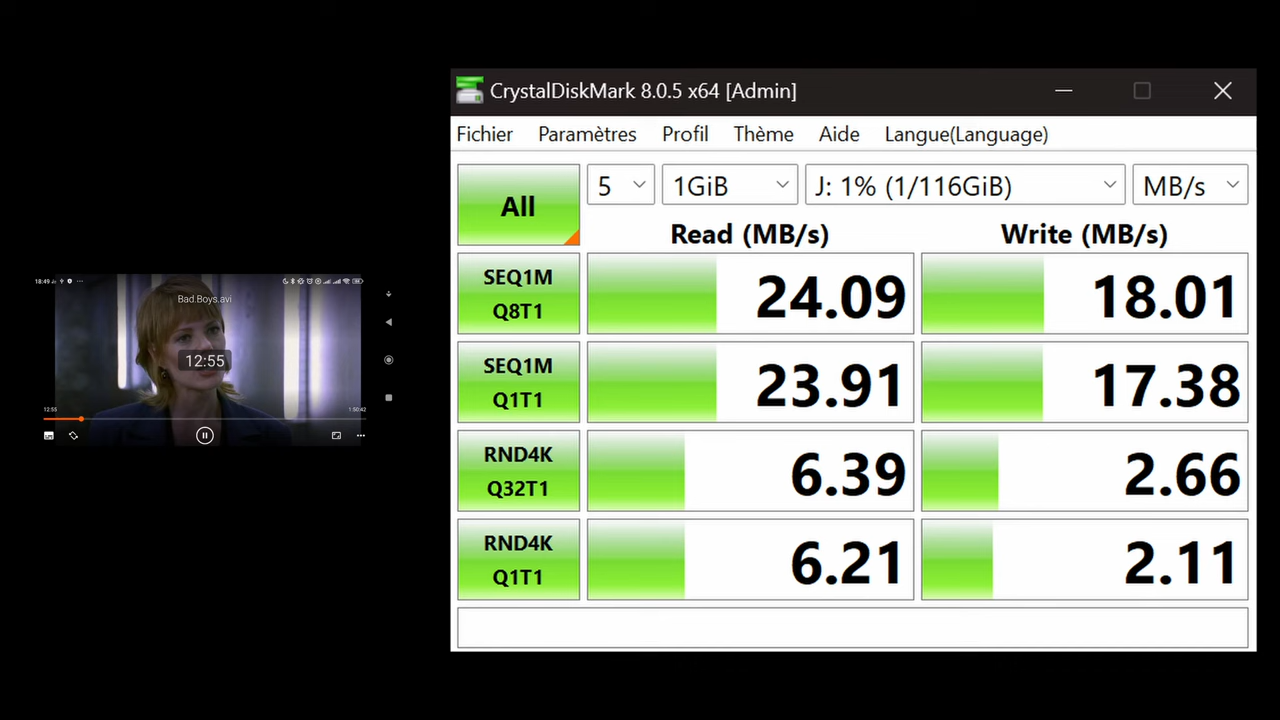 18:49
Bad.Boys.avi
12:55
12:55
1:50:42
CrystalDiskMark 8.0.5 x64 [Admin]
Fichier Paramètres Profil Thème Aide Langue(Language)
All 5 1GiB J: 1% (1/116GiB) MB/s
Read (MB/s) Write (MB/s)
SEQ1M
Q8T1
24.09 18.01
SEQ1M
Q1T1
23.91 17.38
RND4K
Q32T1
6.39 2.66
RND4K
Q1T1
6.21 2.11